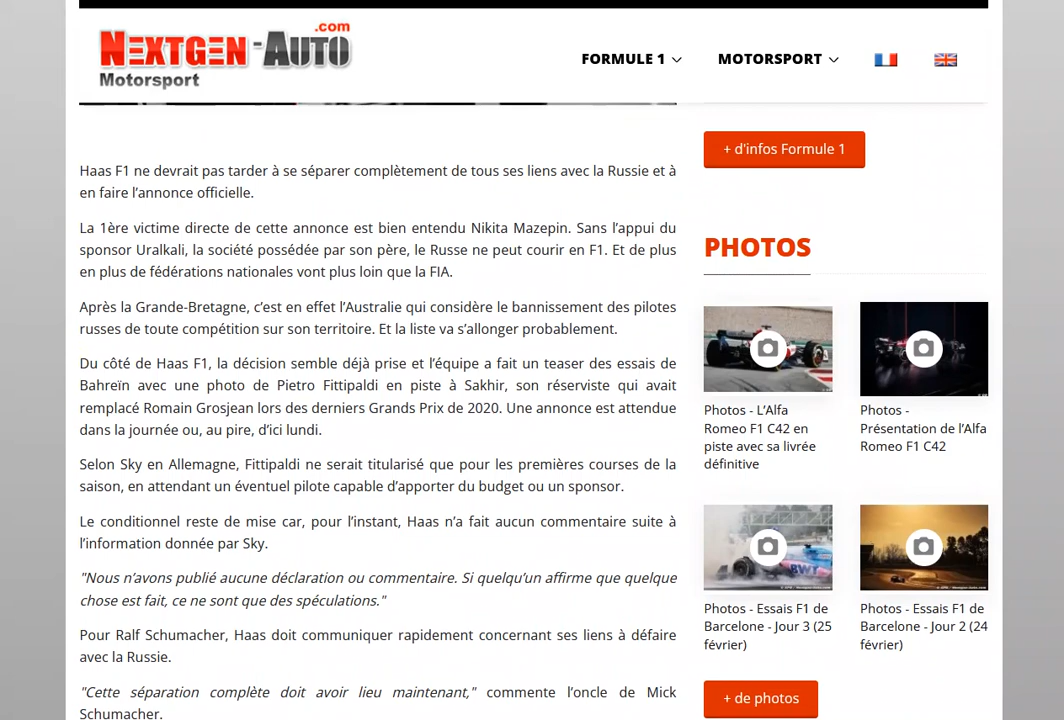 NEXTGEN-AUTO
.com
Motorsport
FORMULE 1
MOTORSPORT
Haas F1 ne devrait pas tarder à se séparer complètement de tous ses liens avec la Russie et à
en faire l’annonce officielle.
La 1ère victime directe de cette annonce est bien entendu Nikita Mazepin. Sans l’appui du
sponsor Uralkali, la société possédée par son père, le Russe ne peut courir en F1. Et de plus
en plus de fédérations nationales vont plus loin que la FIA.
Après la Grande-Bretagne, c’est en effet l’Australie qui considère le bannissement des pilotes
russes de toute compétition sur son territoire. Et la liste va s’allonger probablement.
Du côté de Haas F1, la décision semble déjà prise et l’équipe a fait un teaser des essais de
Bahreïn avec une photo de Pietro Fittipaldi en piste à Sakhir, son réserviste qui avait
remplacé Romain Grosjean lors des derniers Grands Prix de 2020. Une annonce est attendue
dans la journée ou, au pire, d’ici lundi.
Selon Sky en Allemagne, Fittipaldi ne serait titularisé que pour les premières courses de la
saison, en attendant un éventuel pilote capable d’apporter du budget ou un sponsor.
Le conditionnel reste de mise car, pour l’instant, Haas n’a fait aucun commentaire suite à
l’information donnée par Sky.
"Nous n’avons publié aucune déclaration ou commentaire. Si quelqu’un affirme que quelque
chose est fait, ce ne sont que des spéculations."
Pour Ralf Schumacher, Haas doit communiquer rapidement concernant ses liens à défaire
avec la Russie.
"Cette séparation complète doit avoir lieu maintenant," commente l’oncle de Mick
Schumacher.
+ d'infos Formule 1
PHOTOS
Photos - L’Alfa
Romeo F1 C42 en
piste avec sa livrée
définitive
Photos -
Présentation de l’Alfa
Romeo F1 C42
BWT
Photos - Essais F1 de
Barcelone - Jour 3 (25
février)
Photos - Essais F1 de
Barcelone - Jour 2 (24
février)
+ de photos